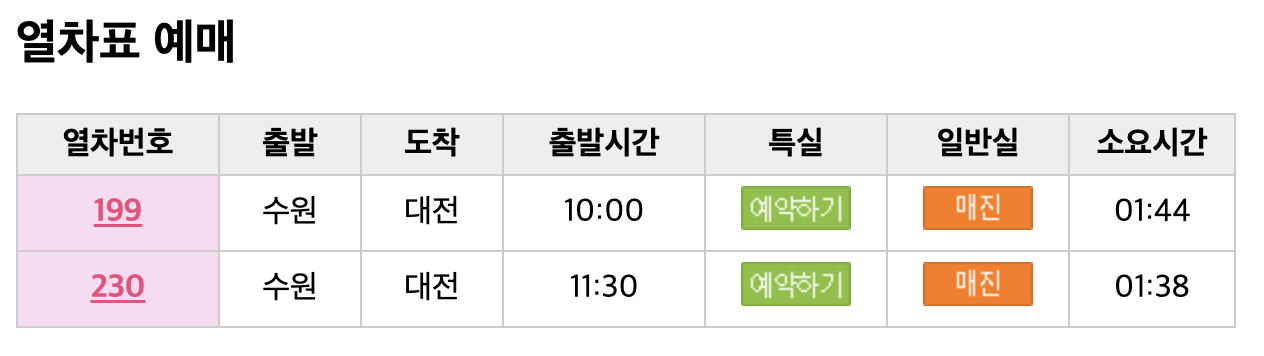 열차표 예매
열차번호 출발 도착 출발시간 특실 일반실 소요시간
199 수원 대전 10:00 예약하기 매진 01:44
230 수원 대전 11:30 예약하기 매진 01:38